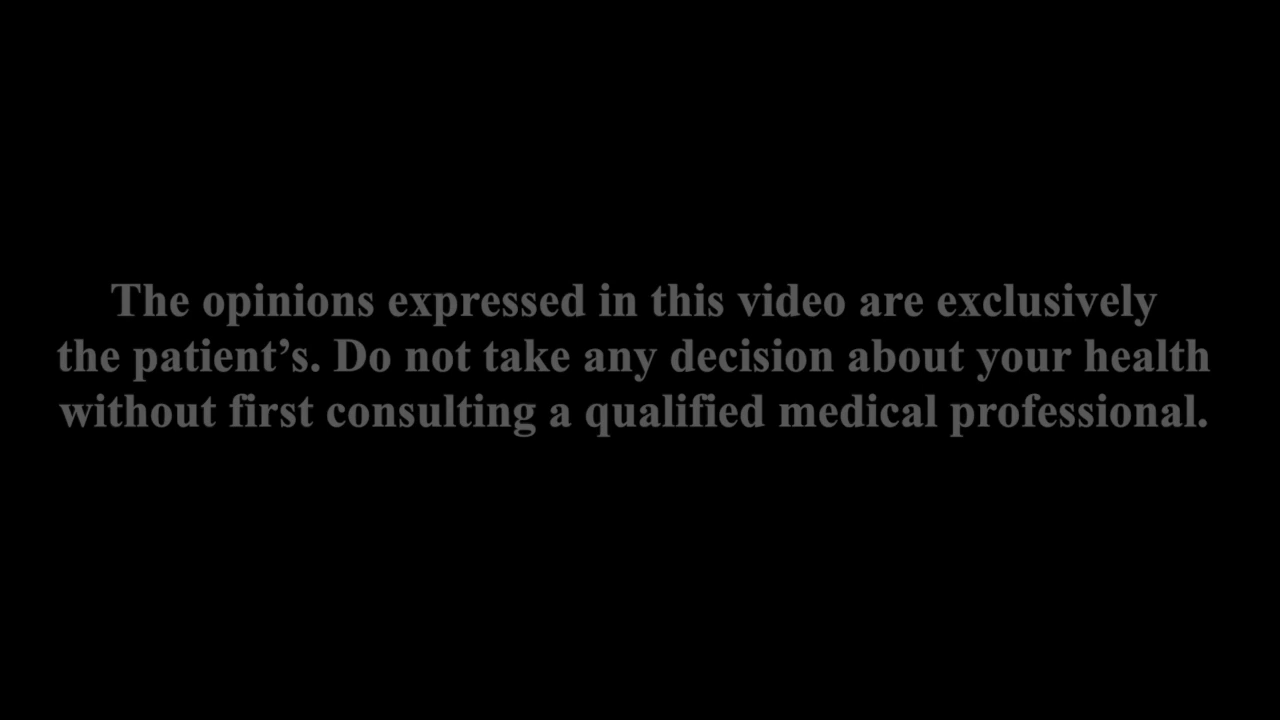 The opinions expressed in this video are exclusively
the patient’s. Do not take any decision about your health
without first consulting a qualified medical professional.